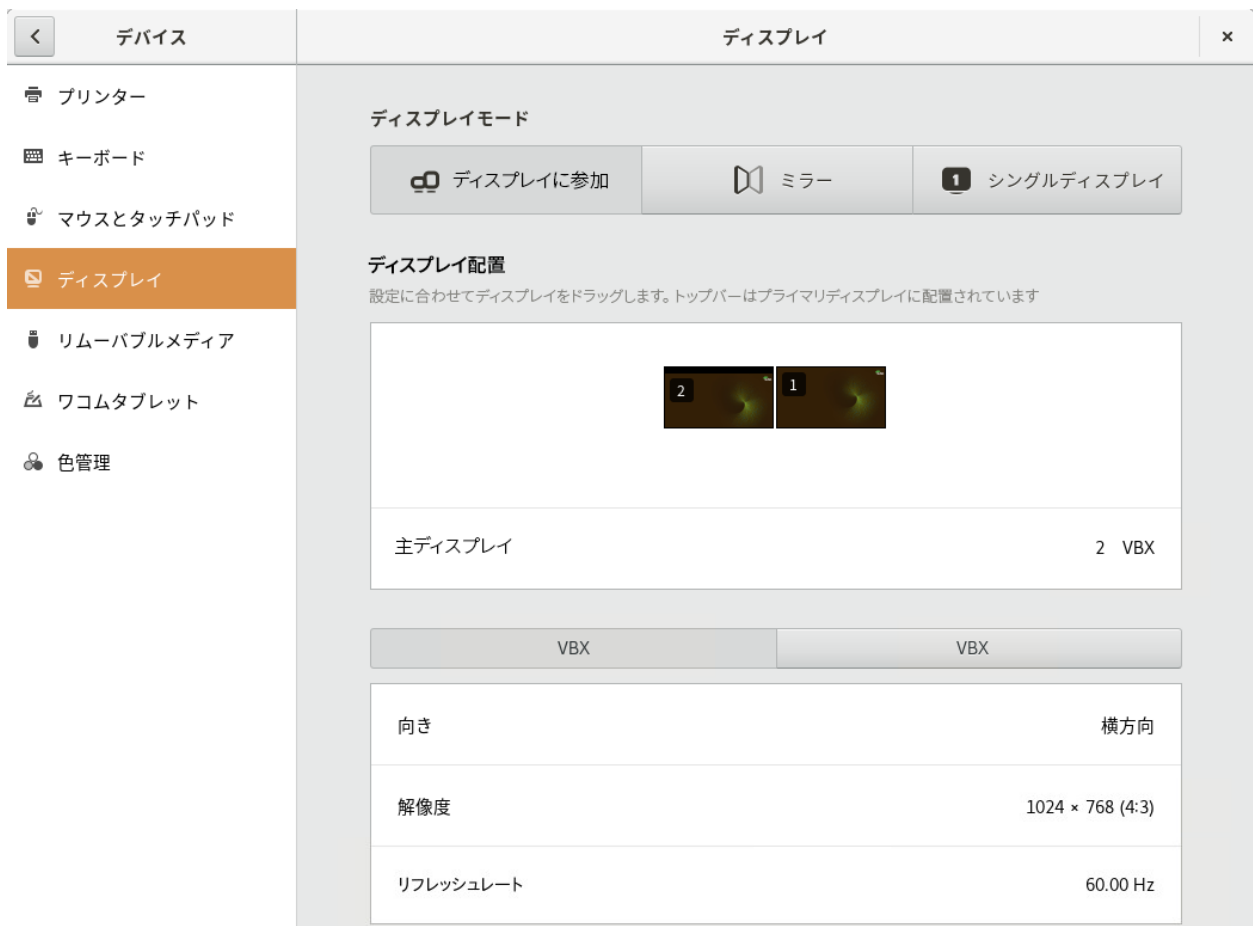 デバイス
ディスプレイ
プリンター
キーボード
マウスとタッチパッド
ディスプレイ
リムーバブルメディア
ワコムタブレット
色管理
ディスプレイモード
ディスプレイに参加
ミラー
1 シングルディスプレイ
ディスプレイ配置
設定に合わせてディスプレイをドラッグします。トップバーはプライマリディスプレイに配置されています
2
1
主ディスプレイ 2 VBX
VBX
VBX
向き 横方向
解像度 1024 × 768 (4:3)
リフレッシュレート 60.00 Hz